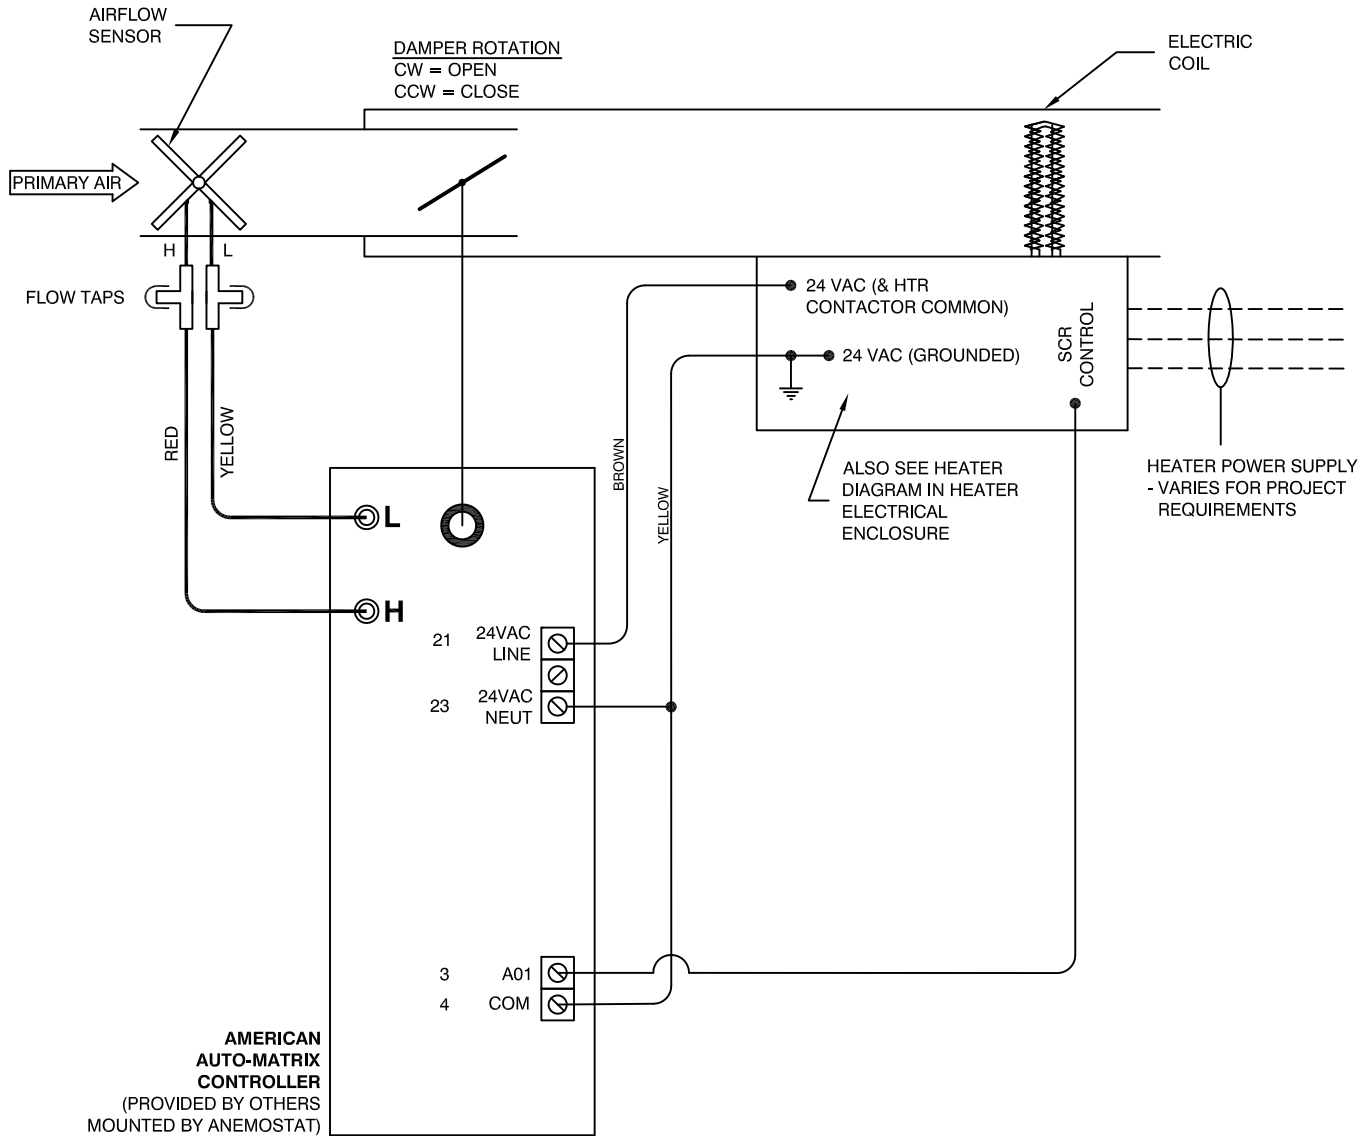 AIRFLOW
SENSOR
DAMPER ROTATION
CW = OPEN
CCW = CLOSE
ELECTRIC
COIL
PRIMARY AIR
H
L
FLOW TAPS
24 VAC (& HTR
CONTACTOR COMMON)
24 VAC (GROUNDED)
SCR
CONTROL
RED
YELLOW
BROWN
YELLOW
ALSO SEE HEATER
DIAGRAM IN HEATER
ELECTRICAL
ENCLOSURE
HEATER POWER SUPPLY
- VARIES FOR PROJECT
REQUIREMENTS
L
H
21
24VAC
LINE
23
24VAC
NEUT
3
A01
4
COM
AMERICAN
AUTO-MATRIX
CONTROLLER
(PROVIDED BY OTHERS
MOUNTED BY ANEMOSTAT)